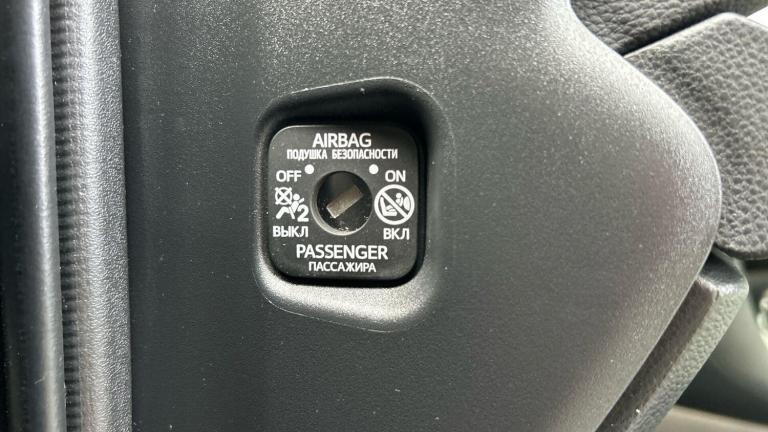 AIRBAG
ПОДУШКА БЕЗОПАСНОСТИ
OFF ON
2
ВЫКЛ ВКЛ
PASSENGER
ПАССАЖИРА